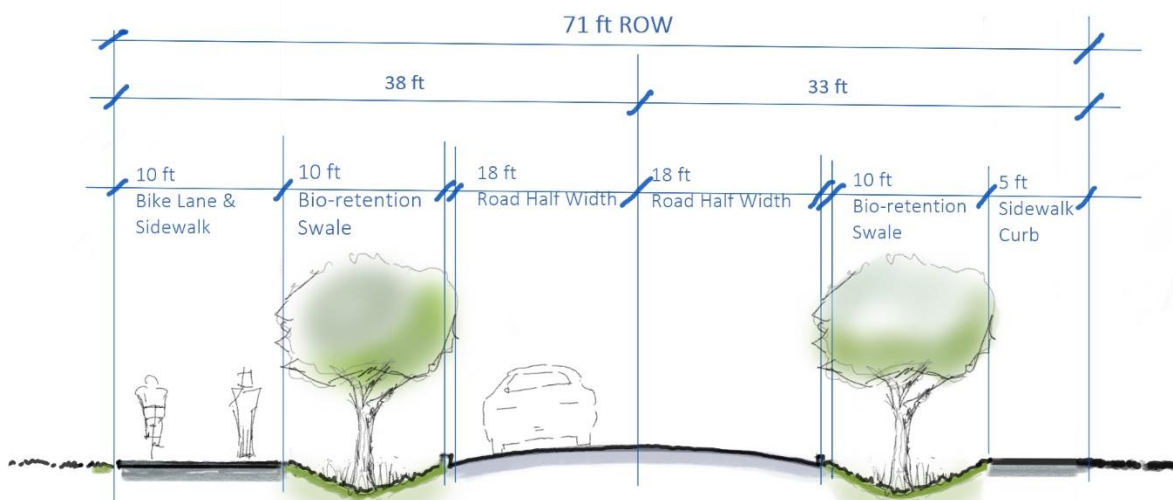 71 ft ROW
38 ft
33 ft
10 ft
Bike Lane &
Sidewalk
10 ft
Bio-retention
Swale
18 ft
Road Half Width
18 ft
Road Half Width
10 ft
Bio-retention
Swale
5 ft
Sidewalk
Curb